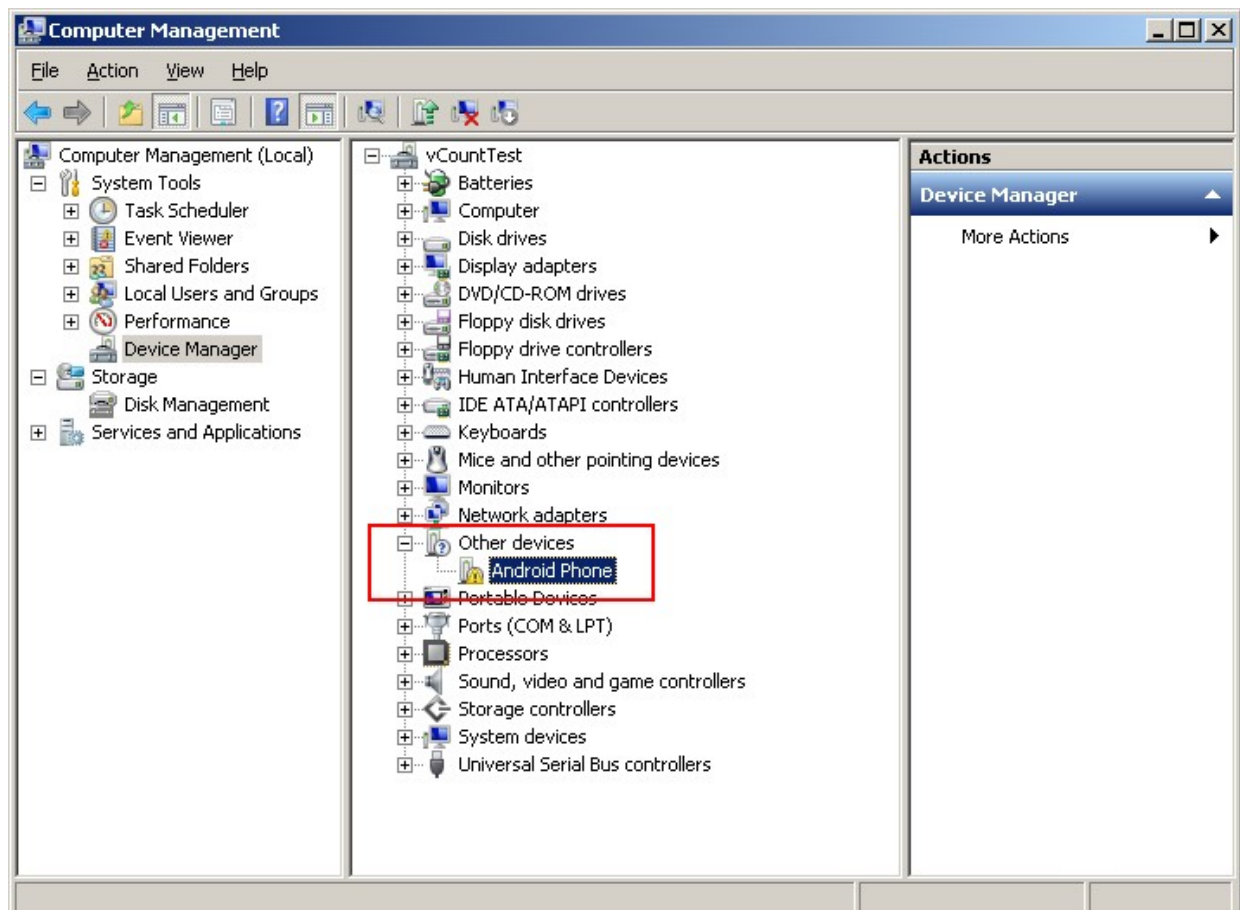 Computer Management
File Action View Help
Computer Management (Local)
System Tools
Task Scheduler
Event Viewer
Shared Folders
Local Users and Groups
Performance
Device Manager
Storage
Disk Management
Services and Applications
vCountTest
Batteries
Computer
Disk drives
Display adapters
DVD/CD-ROM drives
Floppy disk drives
Floppy drive controllers
Human Interface Devices
IDE ATA/ATAPI controllers
Keyboards
Mice and other pointing devices
Monitors
Network adapters
Other devices
Android Phone
Portable Devices
Ports (COM & LPT)
Processors
Sound, video and game controllers
Storage controllers
System devices
Universal Serial Bus controllers
Actions
Device Manager
More Actions